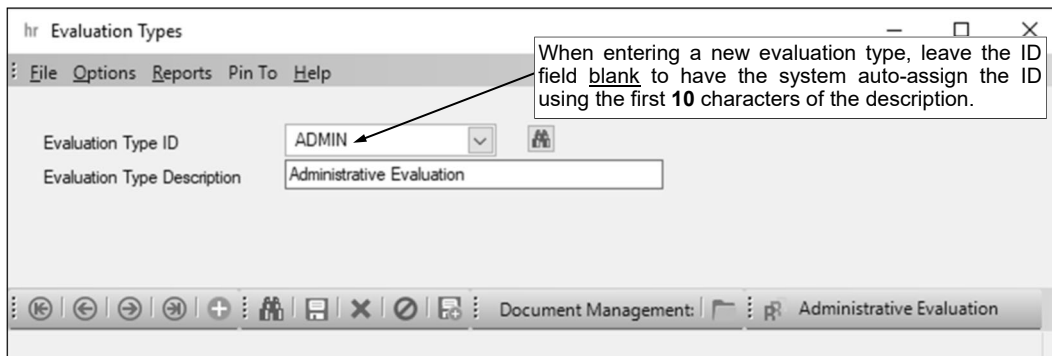 hr Evaluation Types
When entering a new evaluation type, leave the ID
field blank to have the system auto-assign the ID
using the first 10 characters of the description.
File Options Reports Pin To Help
Evaluation Type ID ADMIN
Evaluation Type Description Administrative Evaluation
Document Management: Administrative Evaluation